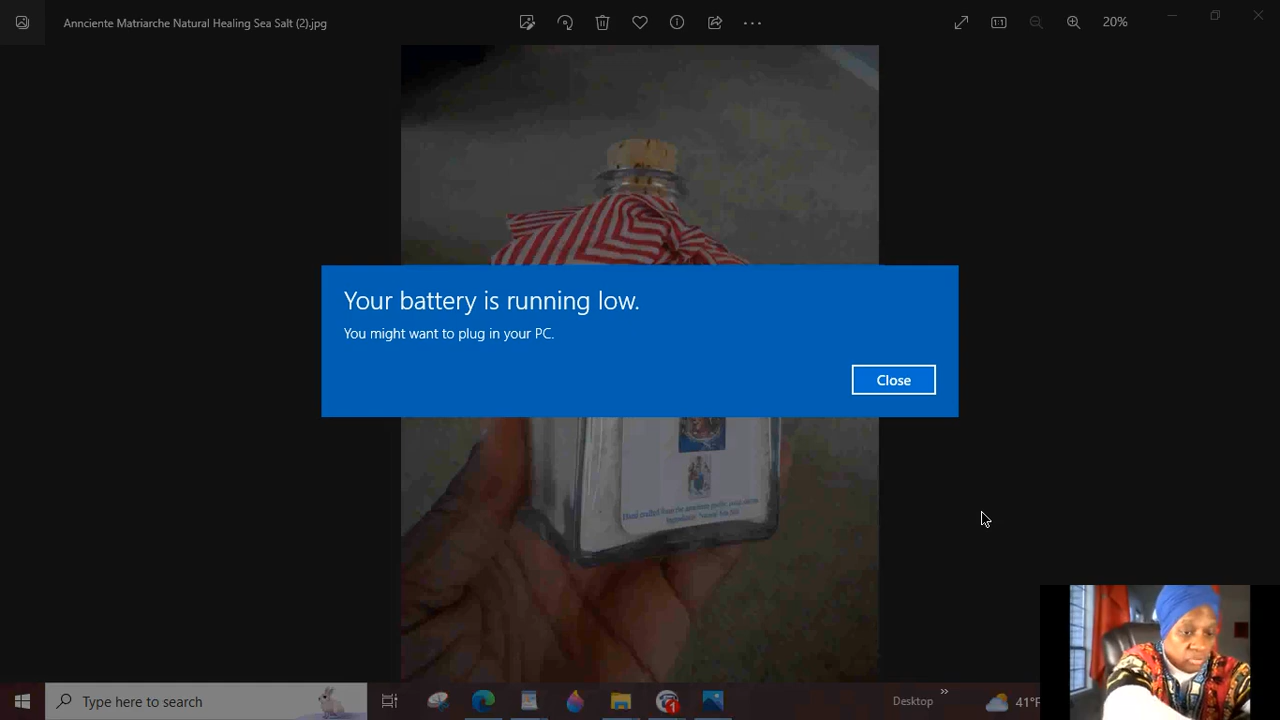 Annciente Matriarche Natural Healing Sea Salt (2).jpg
20%
Your battery is running low.
You might want to plug in your PC.
Close
Type here to search
Desktop
41°F